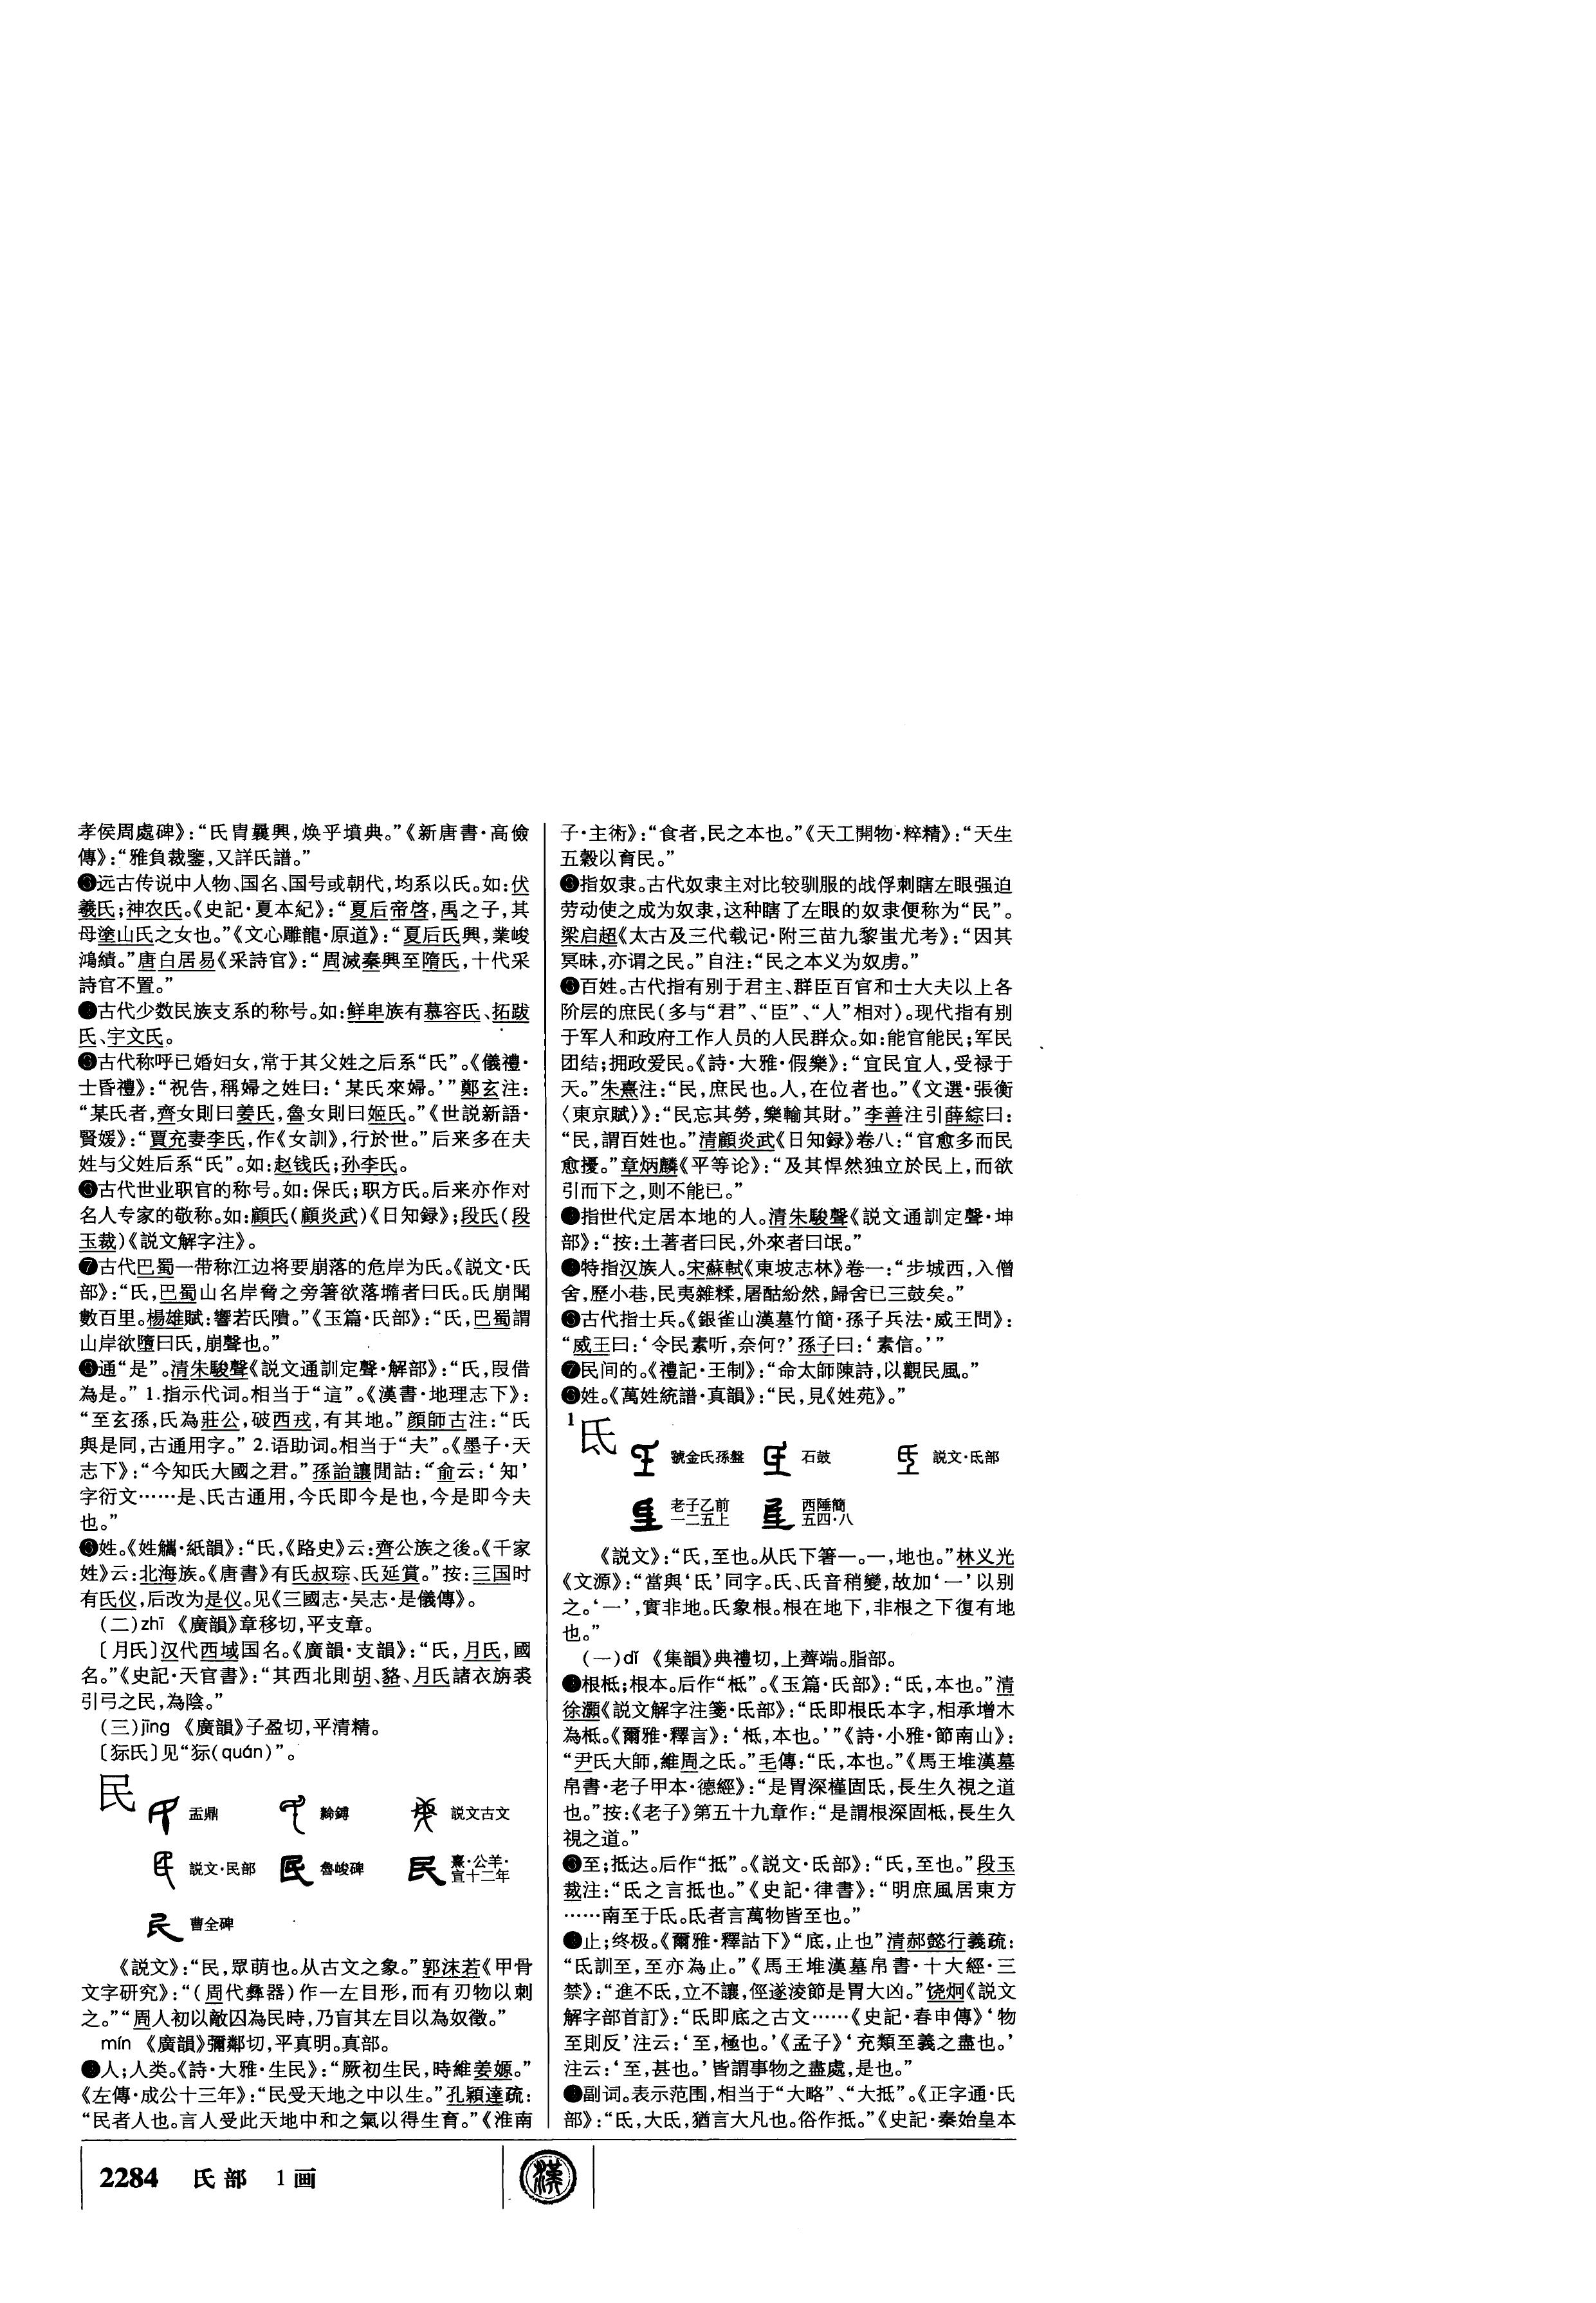 孝侯周處碑》：“氏胄曩興，焕乎墳典。”《新唐書·高儉
傳》：“雅負裁鑒，又詳氏譜。”
❸远古传说中人物、国名、国号或朝代，均系以氏。如：伏
羲氏；神农氏。《史記·夏本紀》：“夏后帝啓，禹之子，其
母塗山氏之女也。”《文心雕龍·原道》：“夏后氏興，業峻
鴻績。”唐白居易《采詩官》：“周滅秦興至隋氏，十代采
詩官不置。”
古代少数民族支系的称号。如：鲜卑族有慕容氏、拓跋
氏、宇文氏。
古代称呼已婚妇女，常于其父姓之后系“氏”。《儀禮·
士昏禮》：“祝告，稱婦之姓曰：‘某氏來婦。’”鄭玄注：
“某氏者，齊女則曰姜氏，魯女則曰姬氏。”《世説新語·
賢媛》：“賈充妻李氏，作《女訓》，行於世。”后来多在夫
姓与父姓后系“氏”。如：赵钱氏；孙李氏。
古代世业职官的称号。如：保氏；职方氏。后来亦作对
名人专家的敬称。如：顧氏（顧炎武）《日知録》；段氏（段
玉裁）《説文解字注》。
❼古代巴蜀一带称江边将要崩落的危岸为氏。《説文·氏
部》：“氏，巴蜀山名岸脅之旁箸欲落墮者曰氏。氏崩聞
數百里。楊雄賦：響若氏隤。”《玉篇·氏部》：“氏，巴蜀謂
山岸欲墮曰氏，崩聲也。”
通“是”。清朱駿聲《説文通訓定聲·解部》：“氏，叚借
為是。” 1.指示代词。相当于“這”。《漢書·地理志下》：
“至玄孫，氏為莊公，破西戎，有其地。”顔師古注：“氏
與是同，古通用字。” 2.语助词。相当于“夫”。《墨子·天
志下》：“今知氏大國之君。”孫詒讓閒詁：“俞云：‘知’
字衍文……是、氏古通用，今氏即今是也，今是即今夫
也。”
姓。《姓觿·紙韻》：“氏，《路史》云：齊公族之後。《千家
姓》云：北海族。《唐書》有氏叔琮、氏延賞。”按：三国时
有氏仪，后改为是仪。见《三國志·吴志·是儀傳》。
（二）zhī 《廣韻》章移切，平支章。
〔月氏〕汉代西域国名。《廣韻·支韻》：“氏，月氏，國
名。”《史記·天官書》：“其西北則胡、貉、月氏諸衣旃裘
引弓之民，為陰。”
（三）jīng 《廣韻》子盈切，平清精。
〔狋氏〕见“狋（quán）”。
民
盂鼎 鎛 説文古文
説文·民部 魯峻碑 熹·公羊·宣十二年
曹全碑
《説文》：“民，眾萌也。从古文之象。”郭沫若《甲骨
文字研究》：“（周代彝器）作一左目形，而有刃物以刺
之。”“周人初以敵囚為民時，乃盲其左目以為奴徵。”
mín 《廣韻》彌鄰切，平真明。真部。
人；人类。《詩·大雅·生民》：“厥初生民，時維姜嫄。”
《左傳·成公十三年》：“民受天地之中以生。”孔穎達疏：
“民者人也。言人受此天地中和之氣以得生育。”《淮南
子·主術》：“食者，民之本也。”《天工開物·粹精》：“天生
五穀以育民。”
指奴隶。古代奴隶主对比较驯服的战俘刺瞎左眼强迫
劳动使之成为奴隶，这种瞎了左眼的奴隶便称为“民”。
梁启超《太古及三代载记·附三苗九黎蚩尤考》：“因其
冥昧，亦谓之民。”自注：“民之本义为奴虏。”
❸百姓。古代指有别于君主、群臣百官和士大夫以上各
阶层的庶民（多与“君”、“臣”、“人”相对）。现代指有别
于军人和政府工作人员的人民群众。如：能官能民；军民
团结；拥政爱民。《詩·大雅·假樂》：“宜民宜人，受禄于
天。”朱熹注：“民，庶民也。人，在位者也。”《文選·張衡
〈東京賦〉》：“民忘其勞，樂輸其財。”李善注引薛綜曰：
“民，謂百姓也。”清顧炎武《日知録》卷八：“官愈多而民
愈擾。”章炳麟《平等论》：“及其悍然独立於民上，而欲
引而下之，则不能已。”
指世代定居本地的人。清朱駿聲《説文通訓定聲·坤
部》：“按：土著者曰民，外來者曰氓。”
特指汉族人。宋蘇軾《東坡志林》卷一：“步城西，入僧
舍，歷小巷，民夷雜糅，屠酤紛然，歸舍已三鼓矣。”
古代指士兵。《銀雀山漢墓竹簡·孫子兵法·威王問》：
“威王曰：‘令民素听，奈何？’孫子曰：‘素信。’”
❼民间的。《禮記·王制》：“命太師陳詩，以觀民風。”
姓。《萬姓統譜·真韻》：“民，見《姓苑》。”
1
氐
虢金氏孫盤 石鼓 説文·氐部
老子乙前一二五上 西陲簡五四·八
《説文》：“氐，至也。从氏下箸一。一，地也。”林义光
《文源》：“當與‘氏’同字。氏、氐音稍變，故加‘一’以别
之。‘一’，實非地。氏象根。根在地下，非根之下復有地
也。”
（一）dǐ 《集韻》典禮切，上薺端。脂部。
根柢；根本。后作“柢”。《玉篇·氏部》：“氐，本也。”清
徐灝《説文解字注箋·氐部》：“氐即根氐本字，相承增木
為柢。《爾雅·釋言》：‘柢，本也。’”《詩·小雅·節南山》：
“尹氏大師，維周之氐。”毛傳：“氐，本也。”《馬王堆漢墓
帛書·老子甲本·德經》：“是胃深槿固氐，長生久視之道
也。”按：《老子》第五十九章作：“是謂根深固柢，長生久
視之道。”
至；抵达。后作“抵”。《説文·氐部》：“氐，至也。”段玉
裁注：“氐之言抵也。”《史記·律書》：“明庶風居東方
……南至于氐。氐者言萬物皆至也。”
❸止；终极。《爾雅·釋詁下》“底，止也”清郝懿行義疏：
“氐訓至，至亦為止。”《馬王堆漢墓帛書·十大經·三
禁》：“進不氐，立不讓，俓遂淩節是胃大凶。”饶炯《説文
解字部首訂》：“氐即底之古文……《史記·春申傳》‘物
至則反’注云：‘至，極也。’《孟子》‘充類至義之盡也。’
注云：‘至，甚也。’皆謂事物之盡處，是也。”
副词。表示范围，相当于“大略”、“大抵”。《正字通·氏
部》：“氐，大氐，猶言大凡也。俗作抵。”《史記·秦始皇本
2284 氏部 1画
漢